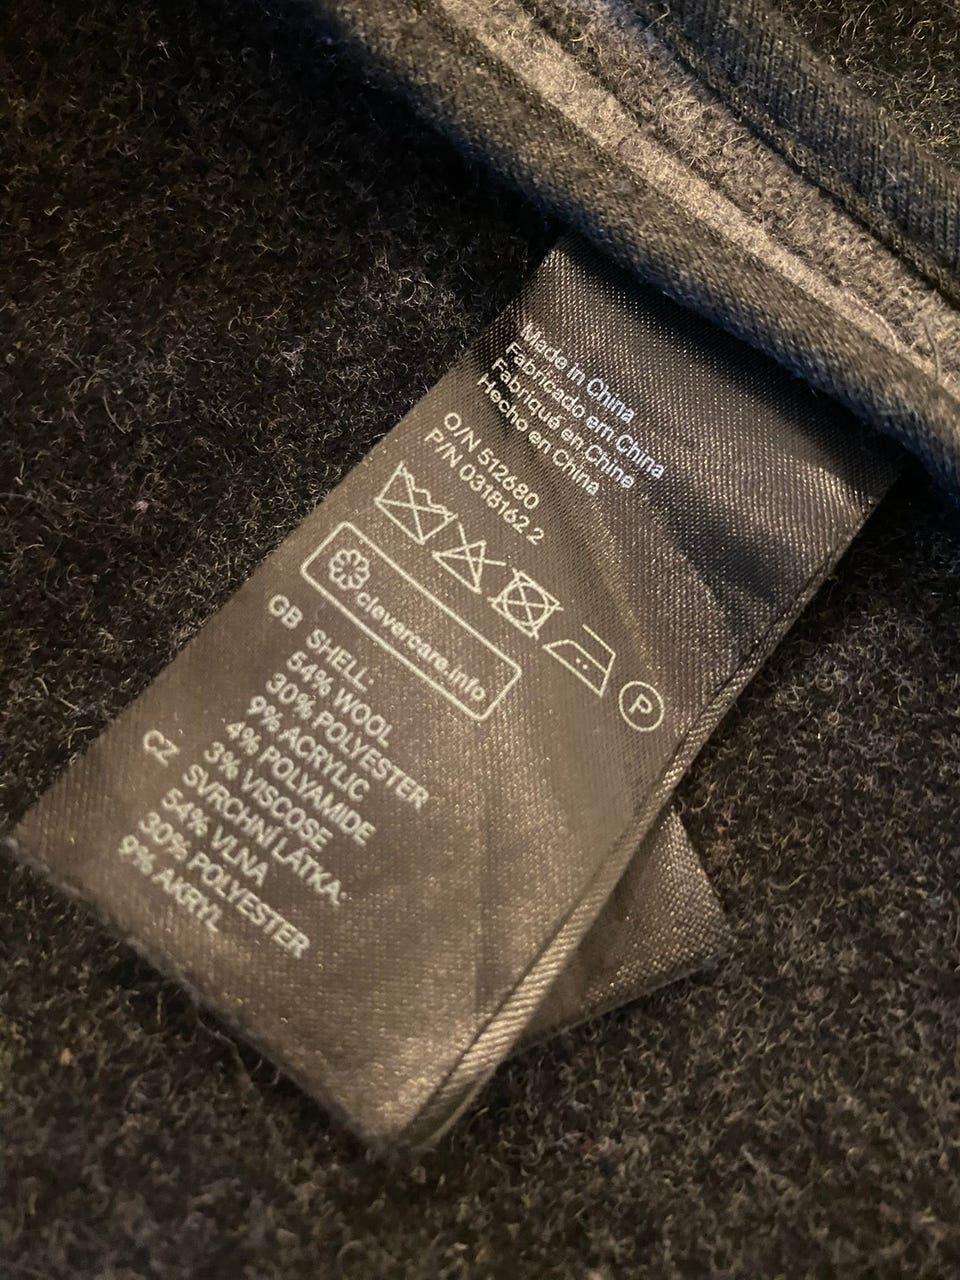 Made in China
Fabricado em China
Fabriqué en Chine
Hecho en China
O/N 512680
P/N 0318162 2
clevercare.info
P
GB SHELL:
54% WOOL
30% POLYESTER
9% ACRYLIC
4% POLYAMIDE
3% VISCOSE
CZ SVRCHNÍ LÁTKA:
54% VLNA
30% POLYESTER
9% AKRYL